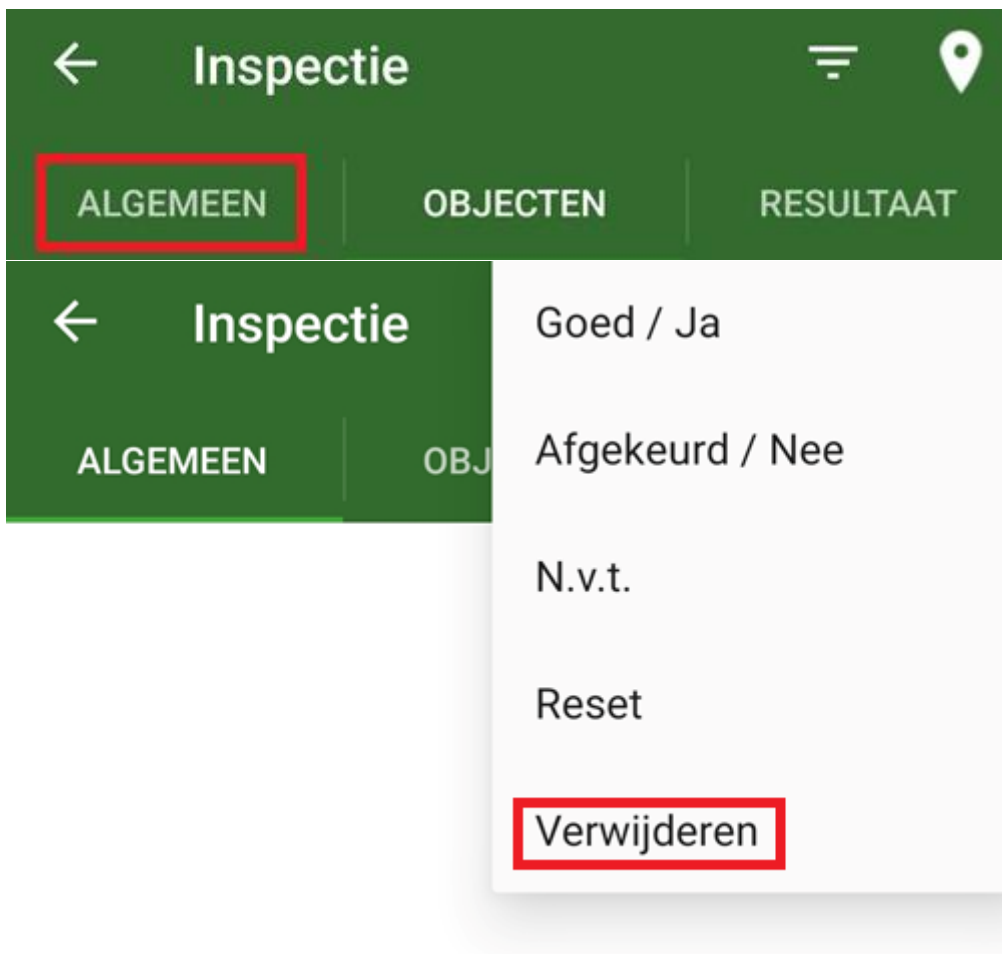 Inspectie
ALGEMEEN OBJECTEN RESULTAAT
Inspectie
ALGEMEEN OBJ
Goed / Ja
Afgekeurd / Nee
N.v.t.
Reset
Verwijderen